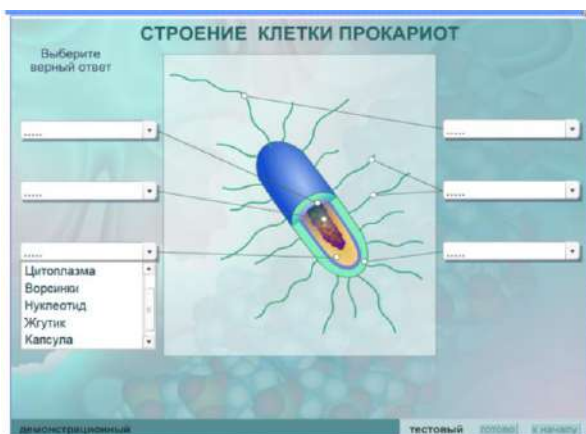 СТРОЕНИЕ КЛЕТКИ ПРОКАРИОТ
Выберите
верный ответ
.....
.....
.....
.....
.....
.....
Цитоплазма
Ворсинки
Нуклеотид
Жгутик
Капсула
демонстрационный
тестовый
готово!
к началу